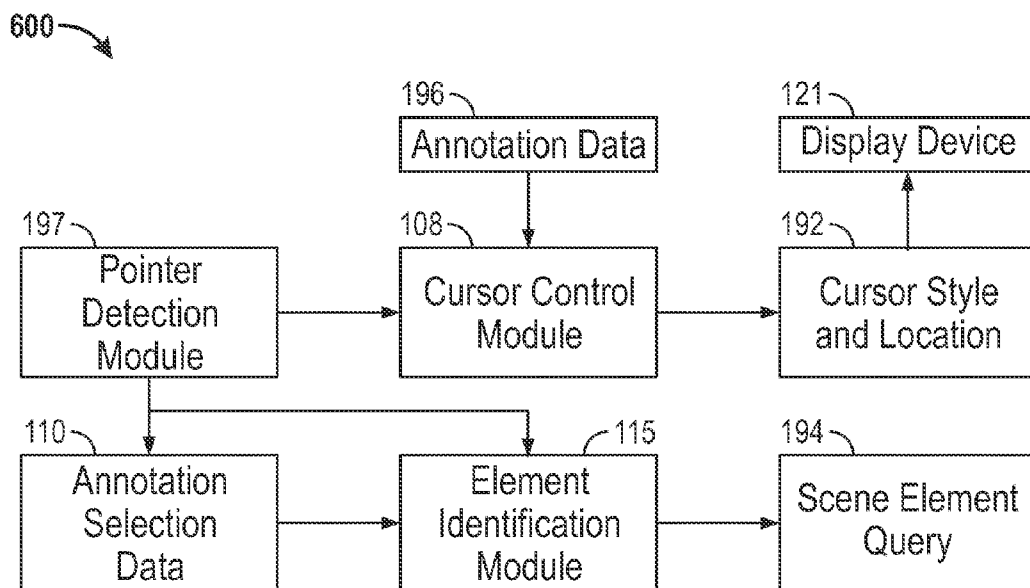 600
196
121
Annotation Data
Display Device
197
108
192
Pointer
Detection
Module
Cursor Control
Module
Cursor Style
and Location
110
115
194
Annotation
Selection
Data
Element
Identification
Module
Scene Element
Query